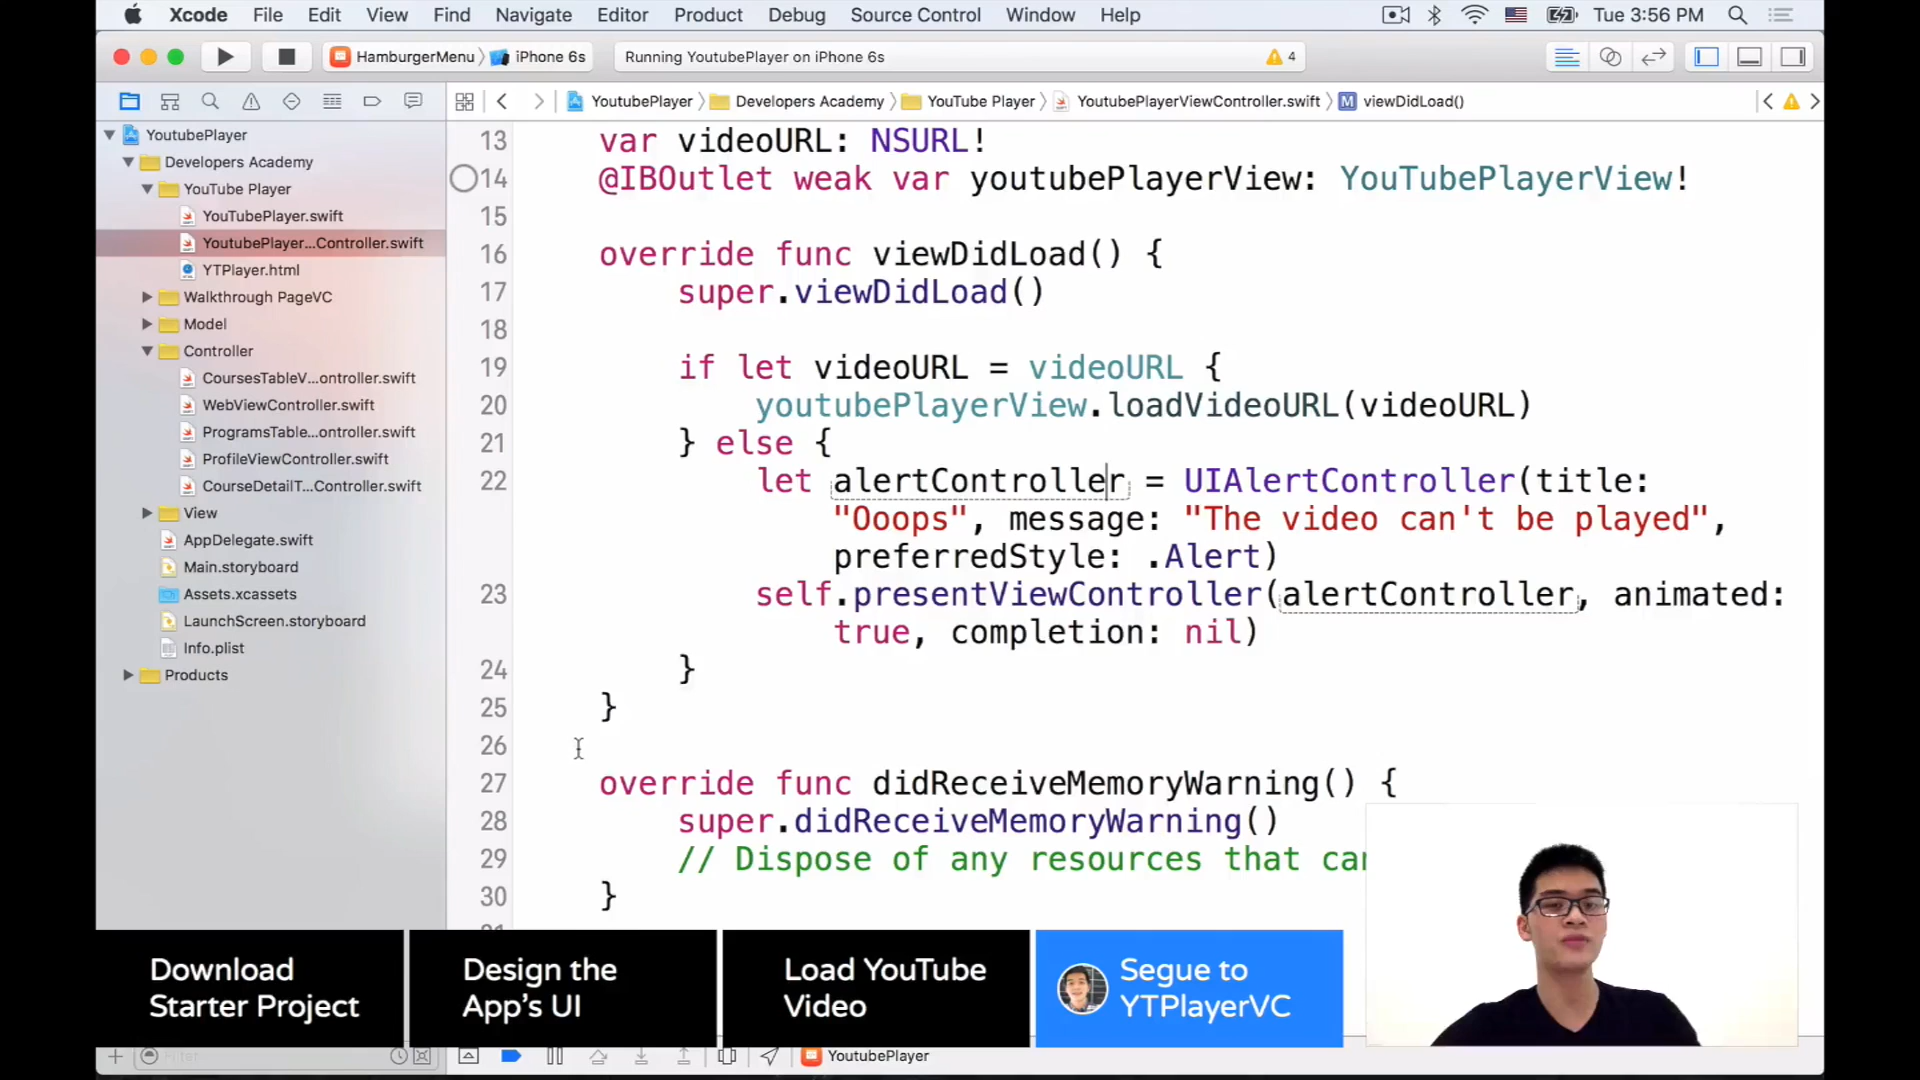 Xcode File Edit View Find Navigate Editor Product Debug Source Control Window Help Tue 3:56 PM
HamburgerMenu iPhone 6s Running YoutubePlayer on iPhone 6s 4
YoutubePlayer Developers Academy YouTube Player YoutubePlayerViewController.swift M viewDidLoad()
YoutubePlayer
Developers Academy
YouTube Player
YouTubePlayer.swift
YoutubePlayer...Controller.swift
YTPlayer.html
Walkthrough PageVC
Model
Controller
CoursesTableV...ontroller.swift
WebViewController.swift
ProgramsTable...ontroller.swift
ProfileViewController.swift
CourseDetailT...Controller.swift
View
AppDelegate.swift
Main.storyboard
Assets.xcassets
LaunchScreen.storyboard
Info.plist
Products
13 var videoURL: NSURL!
14 @IBOutlet weak var youtubePlayerView: YouTubePlayerView!
15
16 override func viewDidLoad() {
17 super.viewDidLoad()
18
19 if let videoURL = videoURL {
20 youtubePlayerView.loadVideoURL(videoURL)
21 } else {
22 let alertController = UIAlertController(title:
"Ooops", message: "The video can't be played",
preferredStyle: .Alert)
23 self.presentViewController(alertController, animated:
true, completion: nil)
24 }
25 }
26
27 override func didReceiveMemoryWarning() {
28 super.didReceiveMemoryWarning()
29 // Dispose of any resources that can
30 }
Download
Starter Project
Design the
App's UI
Load YouTube
Video
Segue to
YTPlayerVC
Filter
YoutubePlayer